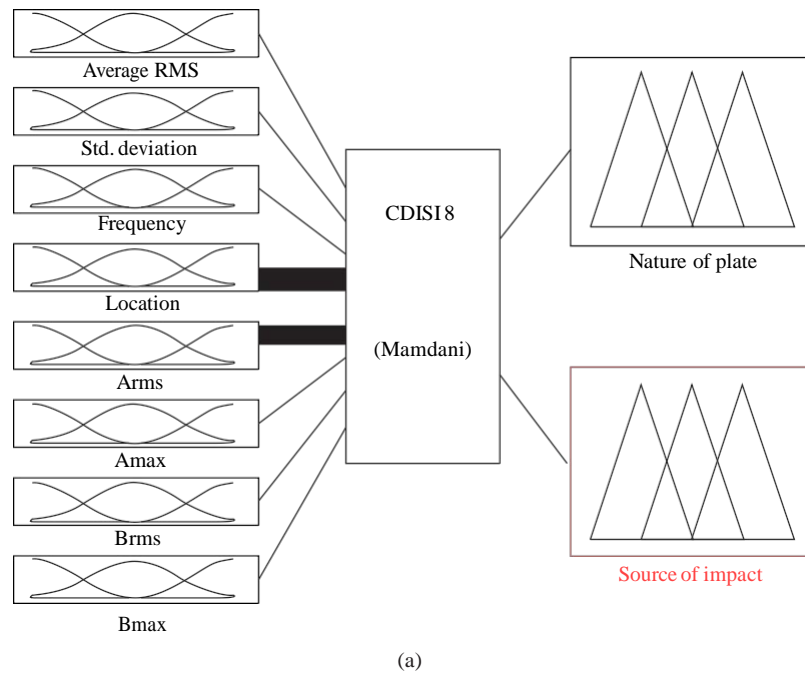 Average RMS
Std. deviation
Frequency
Location
Arms
Amax
Brms
Bmax
CDISI 8
(Mamdani)
Nature of plate
Source of impact
(a)